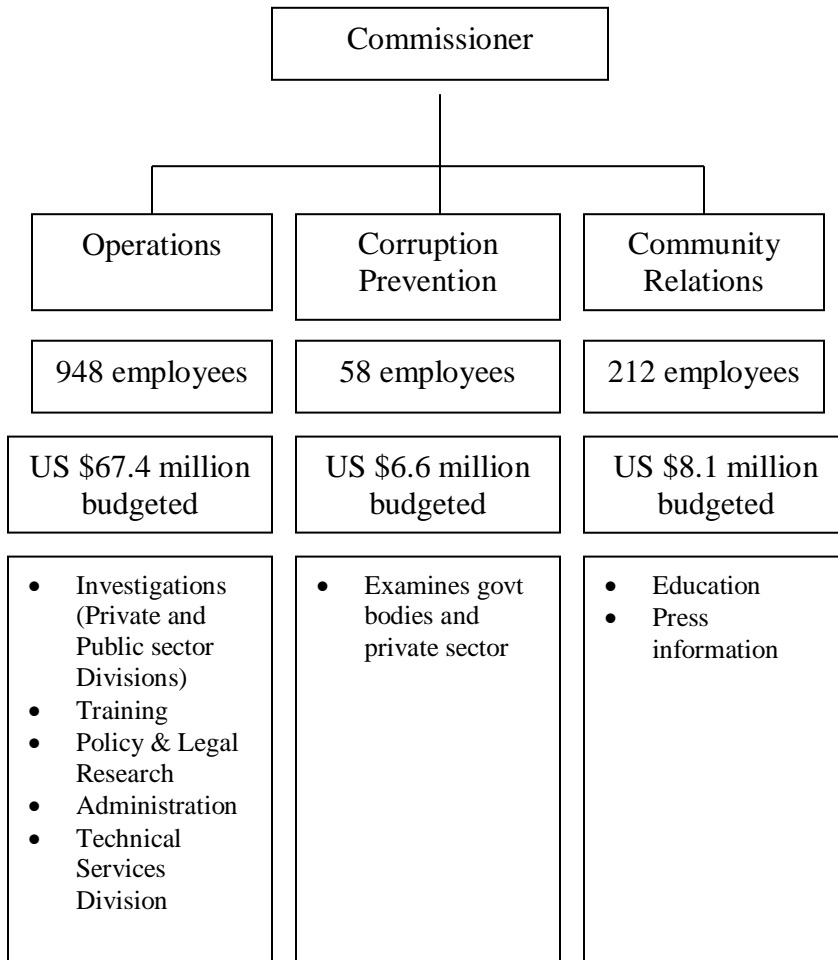 Commissioner
Operations
Corruption
Prevention
Community
Relations
948 employees
58 employees
212 employees
US $67.4 million
budgeted
US $6.6 million
budgeted
US $8.1 million
budgeted
• Investigations
(Private and
Public sector
Divisions)
• Training
• Policy & Legal
Research
• Administration
• Technical
Services
Division
• Examines govt
bodies and
private sector
• Education
• Press
information